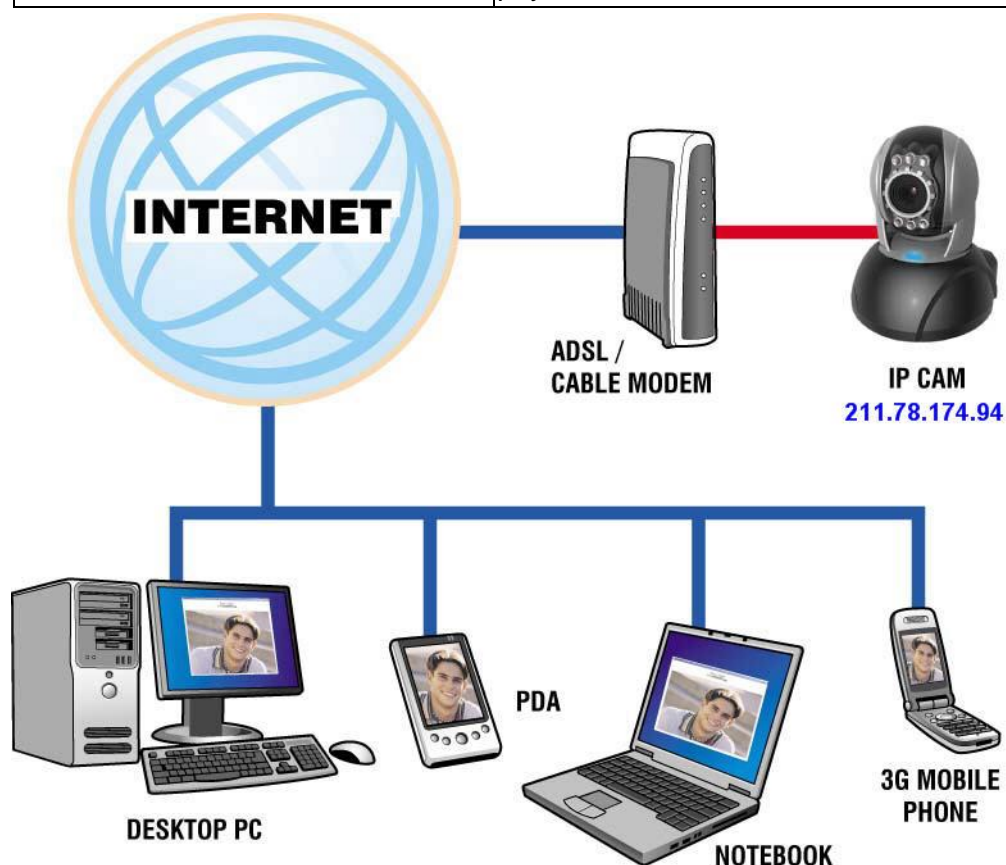 INTERNET
ADSL /
CABLE MODEM
IP CAM
211.78.174.94
PDA
DESKTOP PC
NOTEBOOK
3G MOBILE
PHONE